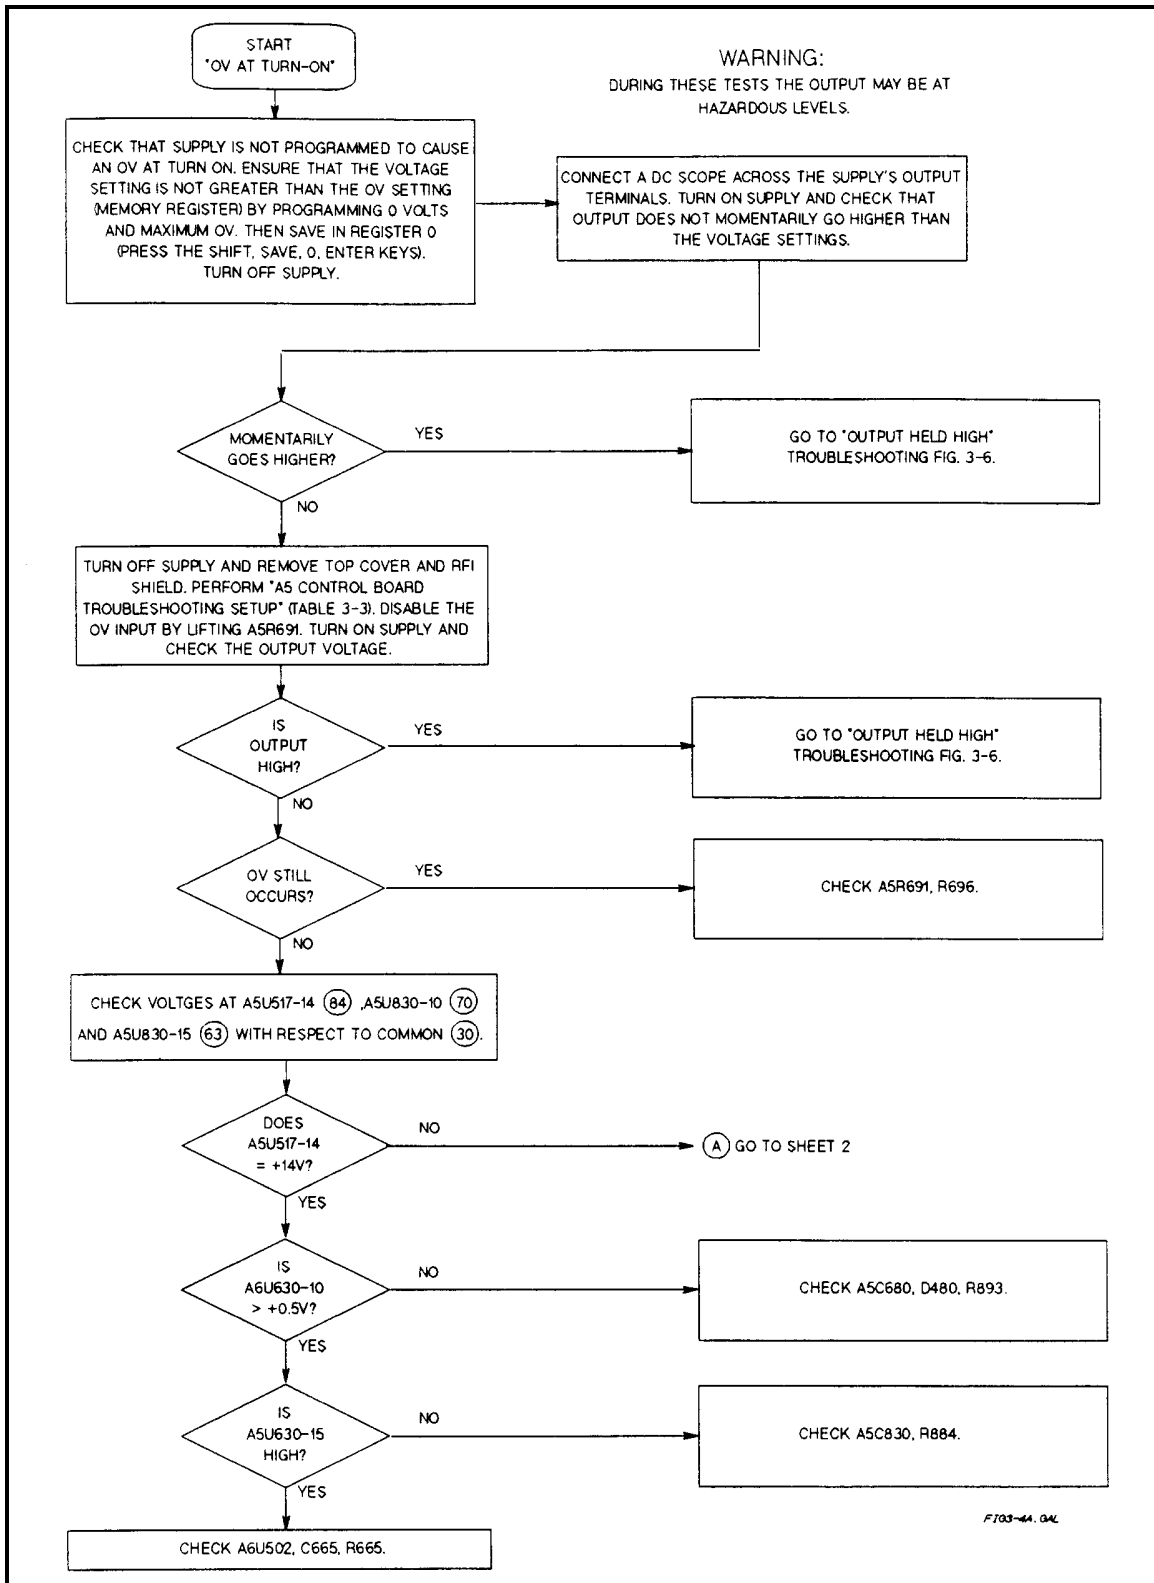 START
"OV AT TURN-ON"
WARNING:
DURING THESE TESTS THE OUTPUT MAY BE AT
HAZARDOUS LEVELS.
CHECK THAT SUPPLY IS NOT PROGRAMMED TO CAUSE
AN OV AT TURN ON. ENSURE THAT THE VOLTAGE
SETTING IS NOT GREATER THAN THE OV SETTING
(MEMORY REGISTER) BY PROGRAMMING 0 VOLTS
AND MAXIMUM OV. THEN SAVE IN REGISTER 0
(PRESS THE SHIFT, SAVE, 0, ENTER KEYS).
TURN OFF SUPPLY.
CONNECT A DC SCOPE ACROSS THE SUPPLY'S OUTPUT
TERMINALS. TURN ON SUPPLY AND CHECK THAT
OUTPUT DOES NOT MOMENTARILY GO HIGHER THAN
THE VOLTAGE SETTINGS.
MOMENTARILY
GOES HIGHER?
YES
GO TO "OUTPUT HELD HIGH"
TROUBLESHOOTING FIG. 3-6.
NO
TURN OFF SUPPLY AND REMOVE TOP COVER AND RFI
SHIELD. PERFORM "A5 CONTROL BOARD
TROUBLESHOOTING SETUP" (TABLE 3-3). DISABLE THE
OV INPUT BY LIFTING A5R691. TURN ON SUPPLY AND
CHECK THE OUTPUT VOLTAGE.
IS
OUTPUT
HIGH?
YES
GO TO "OUTPUT HELD HIGH"
TROUBLESHOOTING FIG. 3-6.
NO
OV STILL
OCCURS?
YES
CHECK A5R691, R696.
NO
CHECK VOLTGES AT A5U517-14 (84) ,A5U830-10 (70)
AND A5U830-15 (63) WITH RESPECT TO COMMON (30).
DOES
A5U517-14
= +14V?
NO
(A) GO TO SHEET 2
YES
IS
A6U630-10
> +0.5V?
NO
CHECK A5C680, D480, R893.
YES
IS
A5U630-15
HIGH?
NO
CHECK A5C830, R884.
YES
CHECK A6U502, C665, R665.
FIG3-4A.GAL